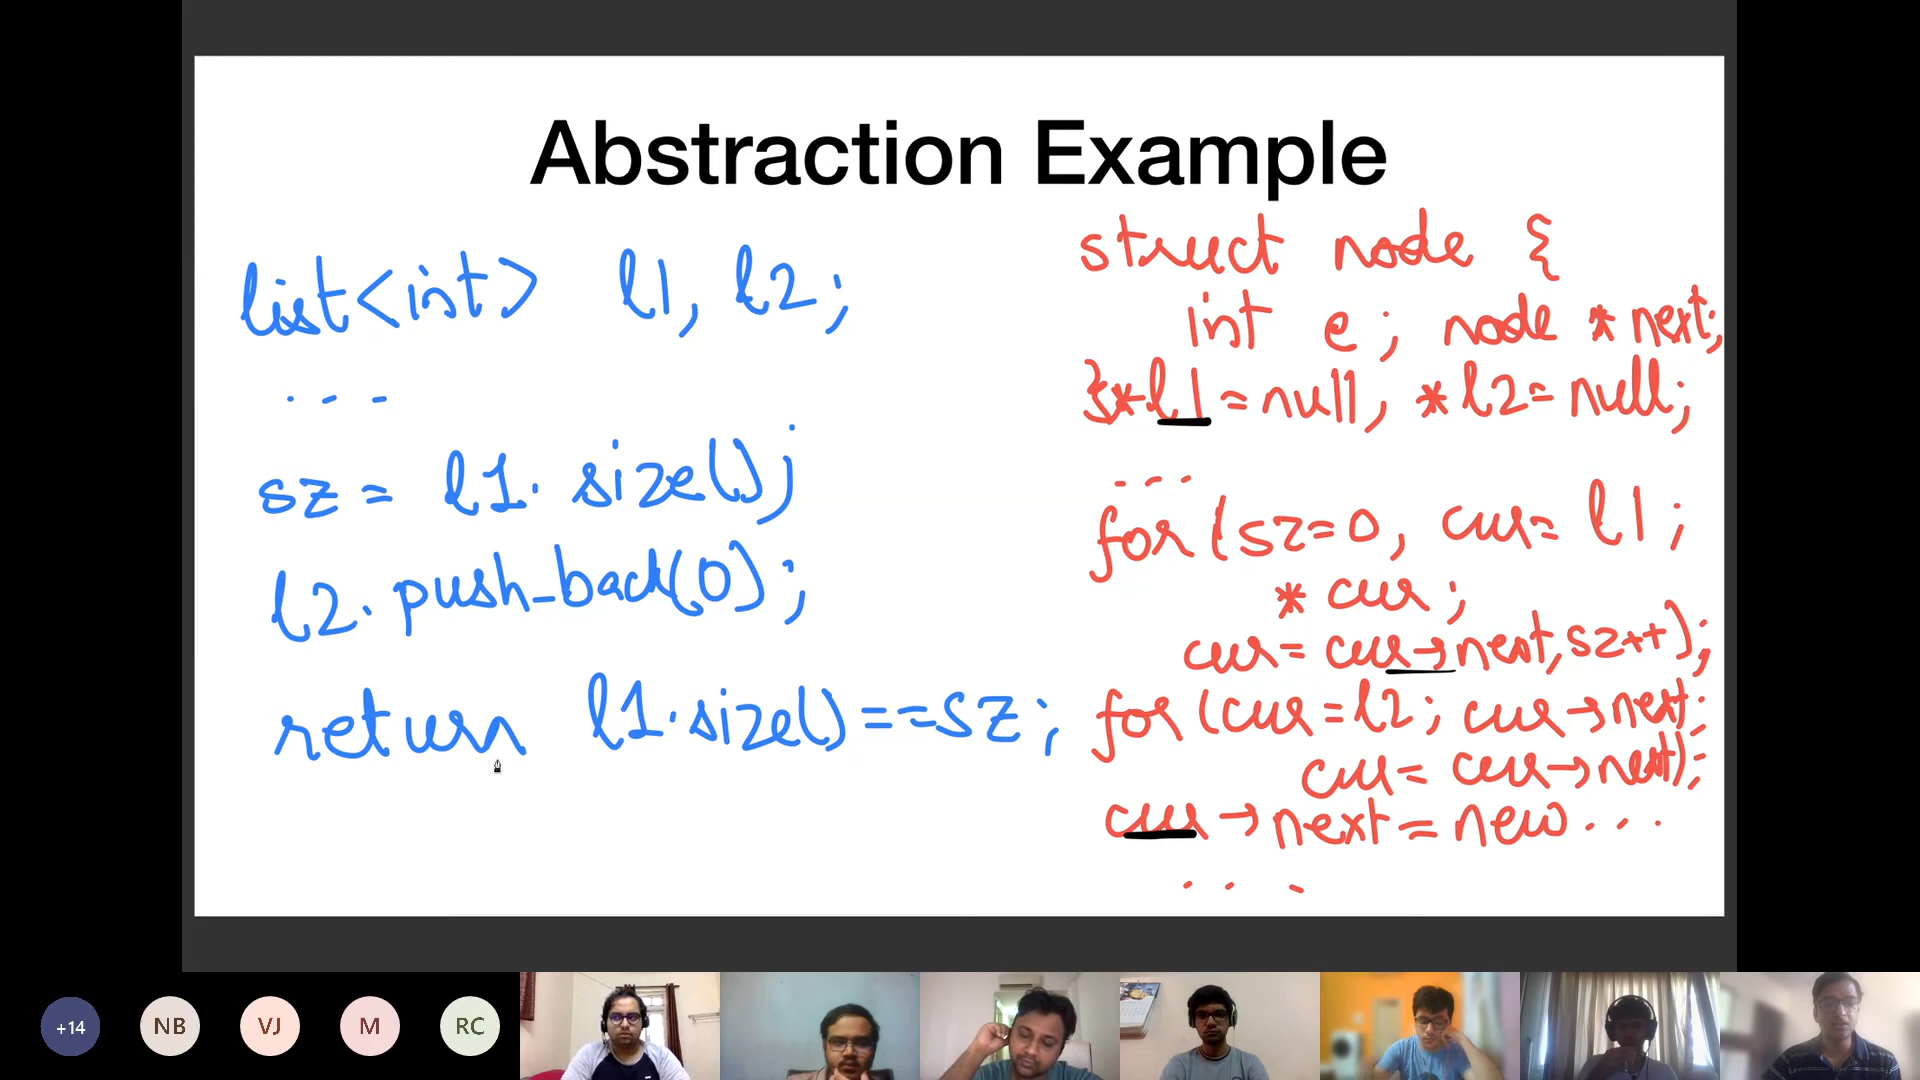 Abstraction Example
list<int> l1, l2;
...
sz = l1.size();
l2.push_back(0);
return l1.size()==sz;
struct node {
int e; node *next;
}*l1=null, *l2=null;
...
for(sz=0, cur=l1;
*cur;
cur=cur→next,sz++);
for(cur=l2; cur→next;
cur=cur→next);
cur→next=new...
...
+14 NB VJ M RC